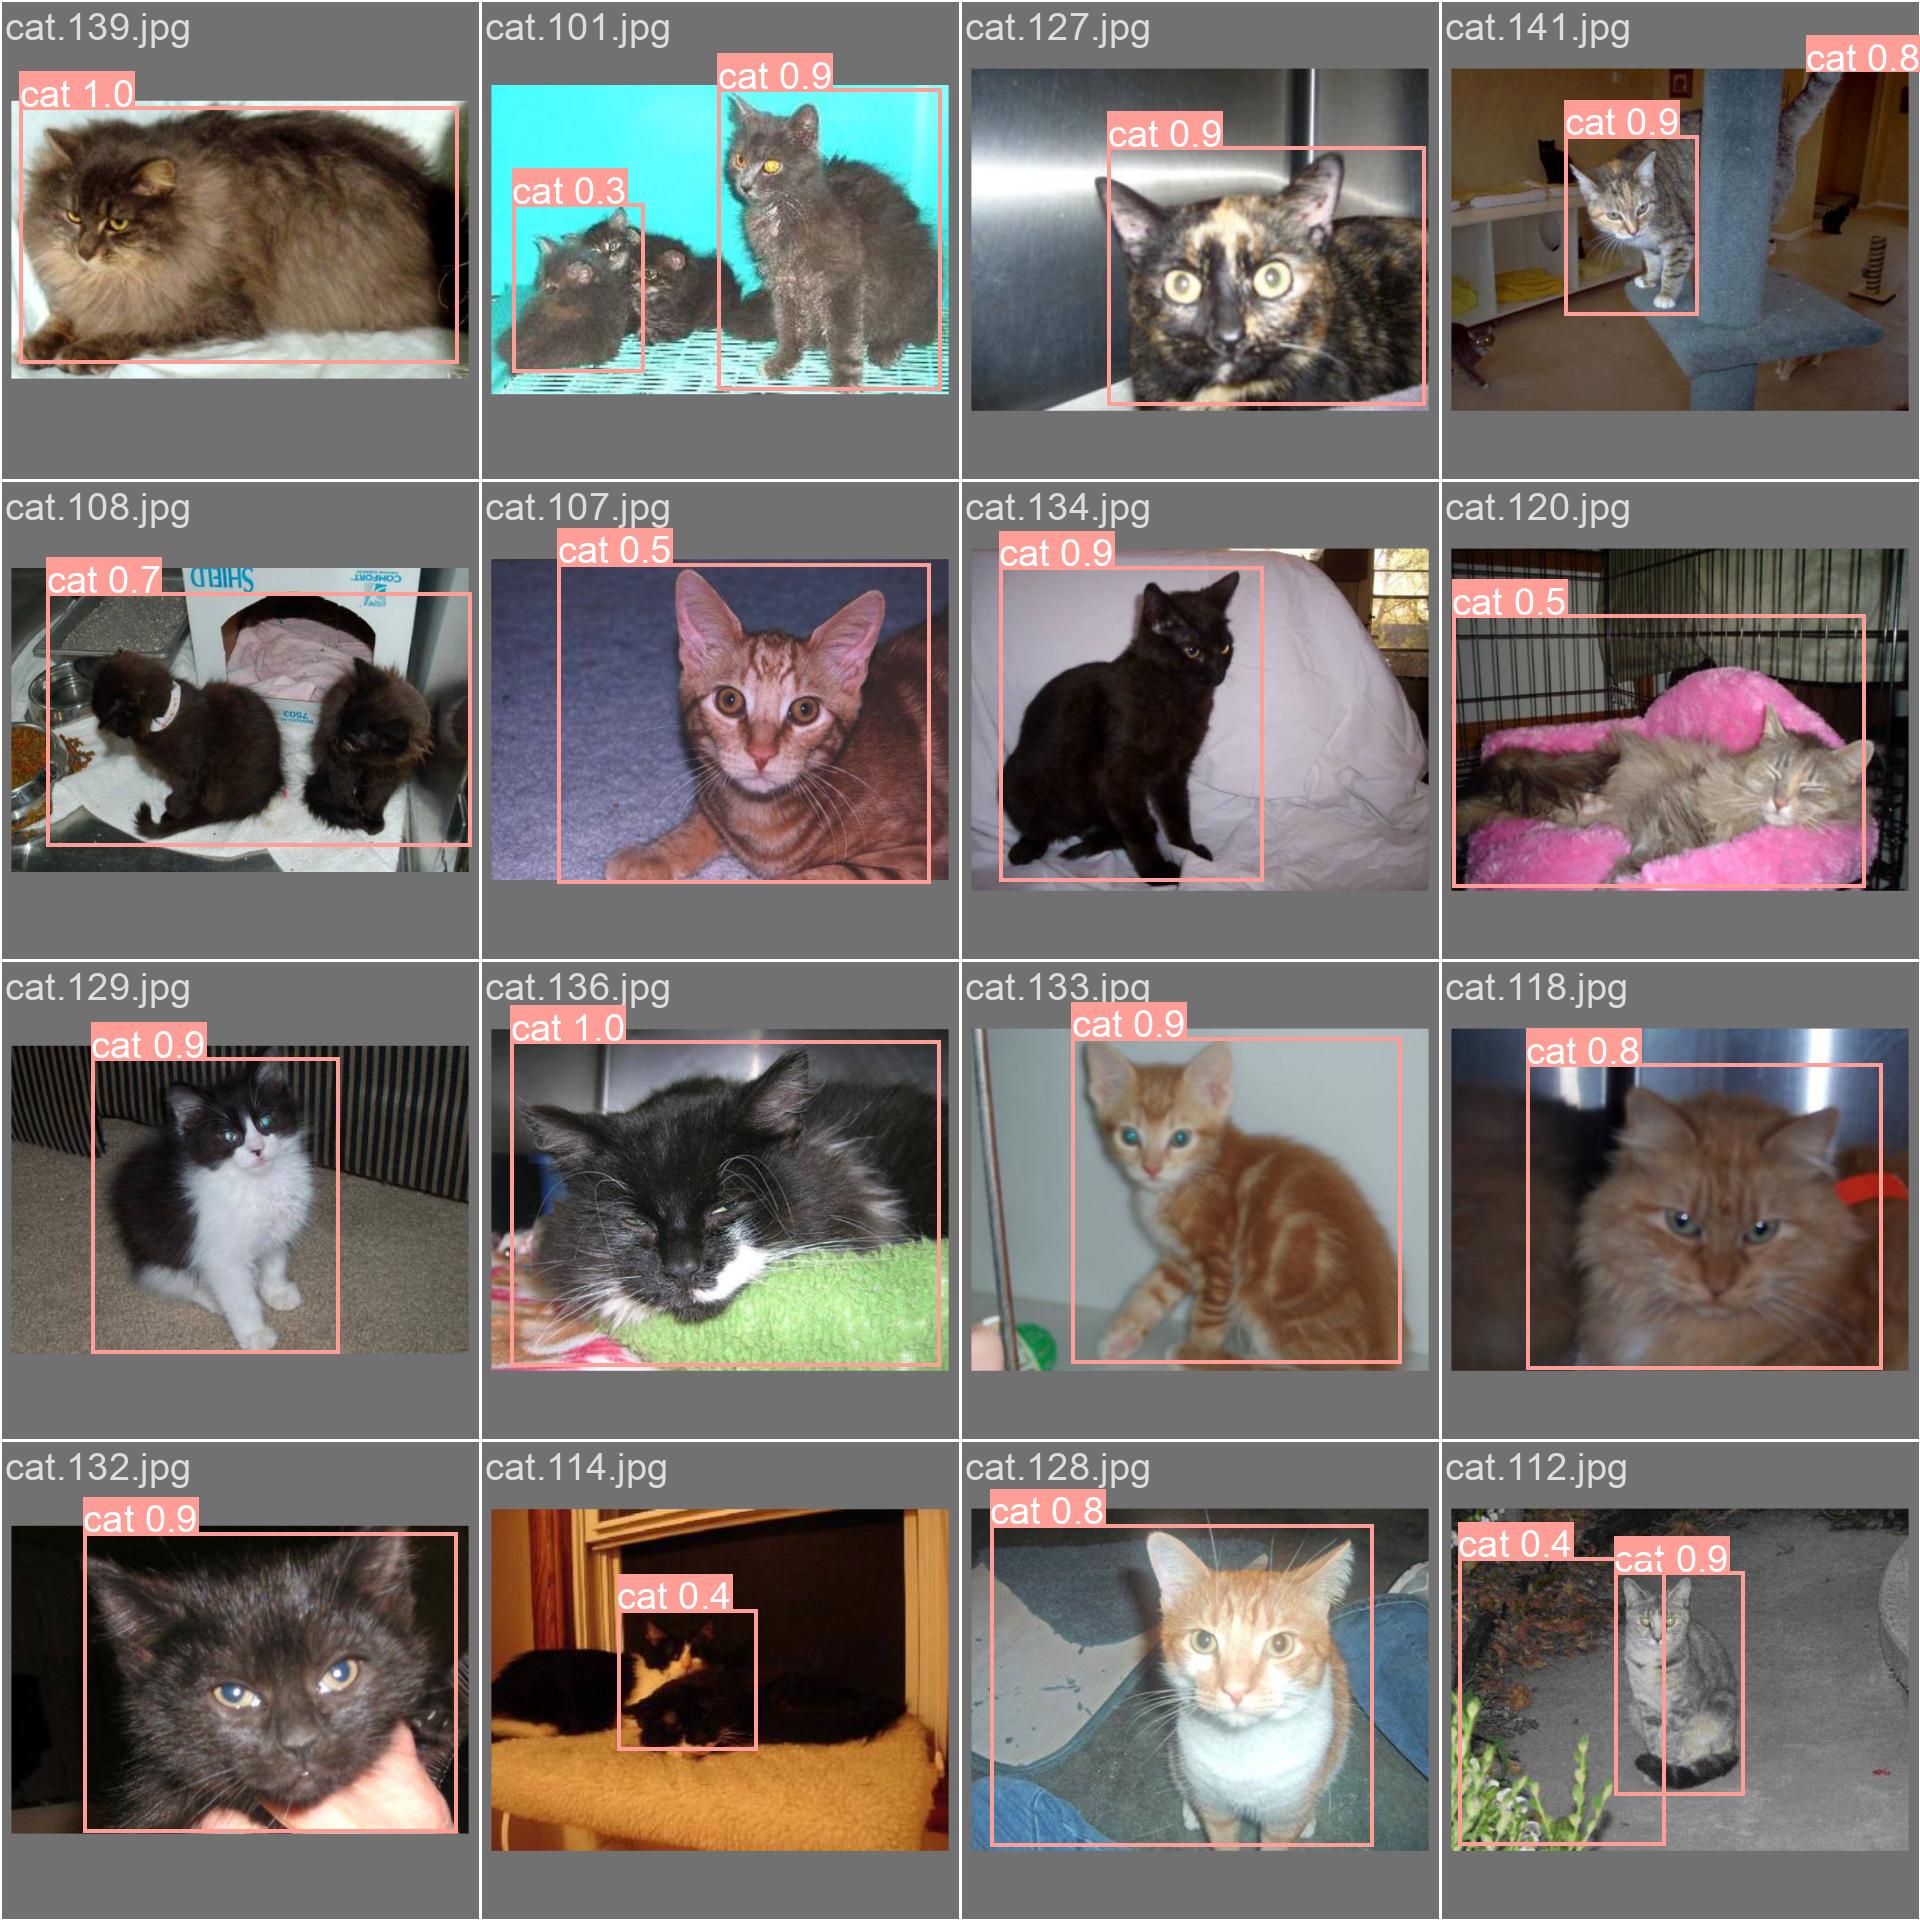 cat.139.jpg
cat 1.0
cat.101.jpg
cat 0.9
cat 0.3
cat.127.jpg
cat 0.9
cat.141.jpg
cat 0.8
cat 0.9
cat.108.jpg
cat 0.7
SHIELD
COMFORT
7503
cat.107.jpg
cat 0.5
cat.134.jpg
cat 0.9
cat.120.jpg
cat 0.5
cat.129.jpg
cat 0.9
cat.136.jpg
cat 1.0
cat.133.jpg
cat 0.9
cat.118.jpg
cat 0.8
cat.132.jpg
cat 0.9
cat.114.jpg
cat 0.4
cat.128.jpg
cat 0.8
cat.112.jpg
cat 0.4
cat 0.9